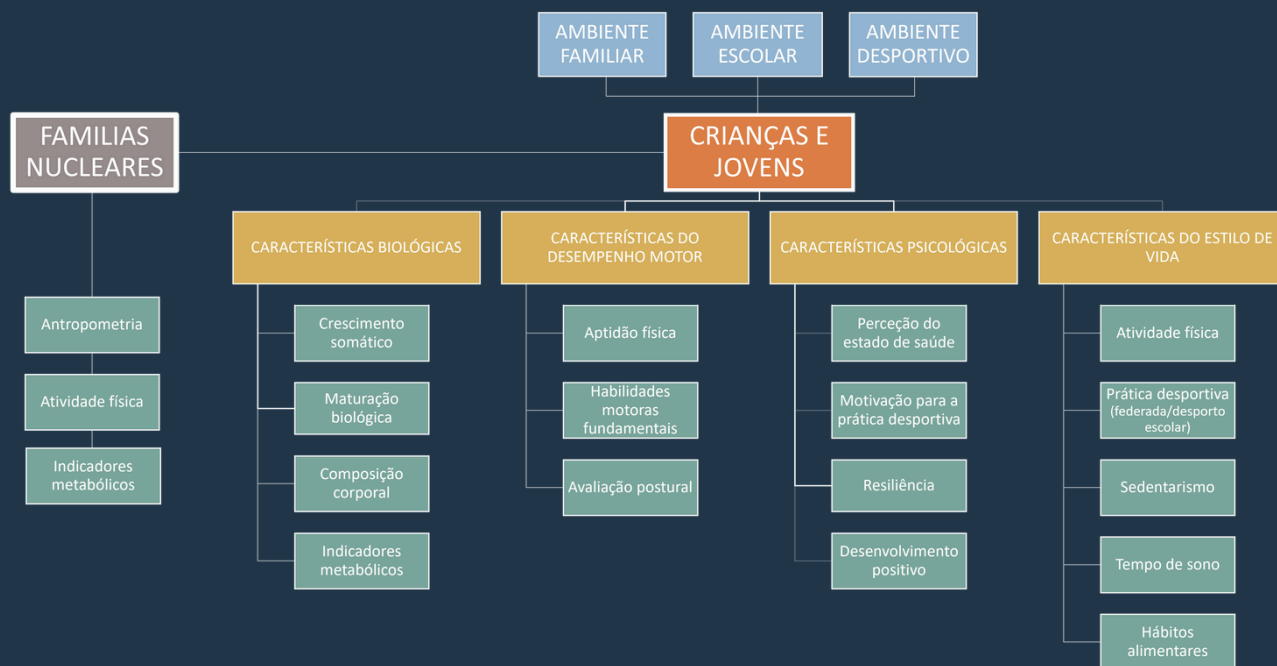 AMBIENTE
FAMILIAR
AMBIENTE
ESCOLAR
AMBIENTE
DESPORTIVO
FAMILIAS
NUCLEARES
CRIANÇAS E
JOVENS
CARACTERÍSTICAS BIOLÓGICAS
CARACTERÍSTICAS DO
DESEMPENHO MOTOR
CARACTERÍSTICAS PSICOLÓGICAS
CARACTERÍSTICAS DO ESTILO DE
VIDA
Antropometria
Atividade física
Indicadores
metabólicos
Crescimento
somático
Maturação
biológica
Composição
corporal
Indicadores
metabólicos
Aptidão física
Habilidades
motoras
fundamentais
Avaliação postural
Perceção do
estado de saúde
Motivação para a
prática desportiva
Resiliência
Desenvolvimento
positivo
Atividade física
Prática desportiva
(federada/desporto
escolar)
Sedentarismo
Tempo de sono
Hábitos
alimentares